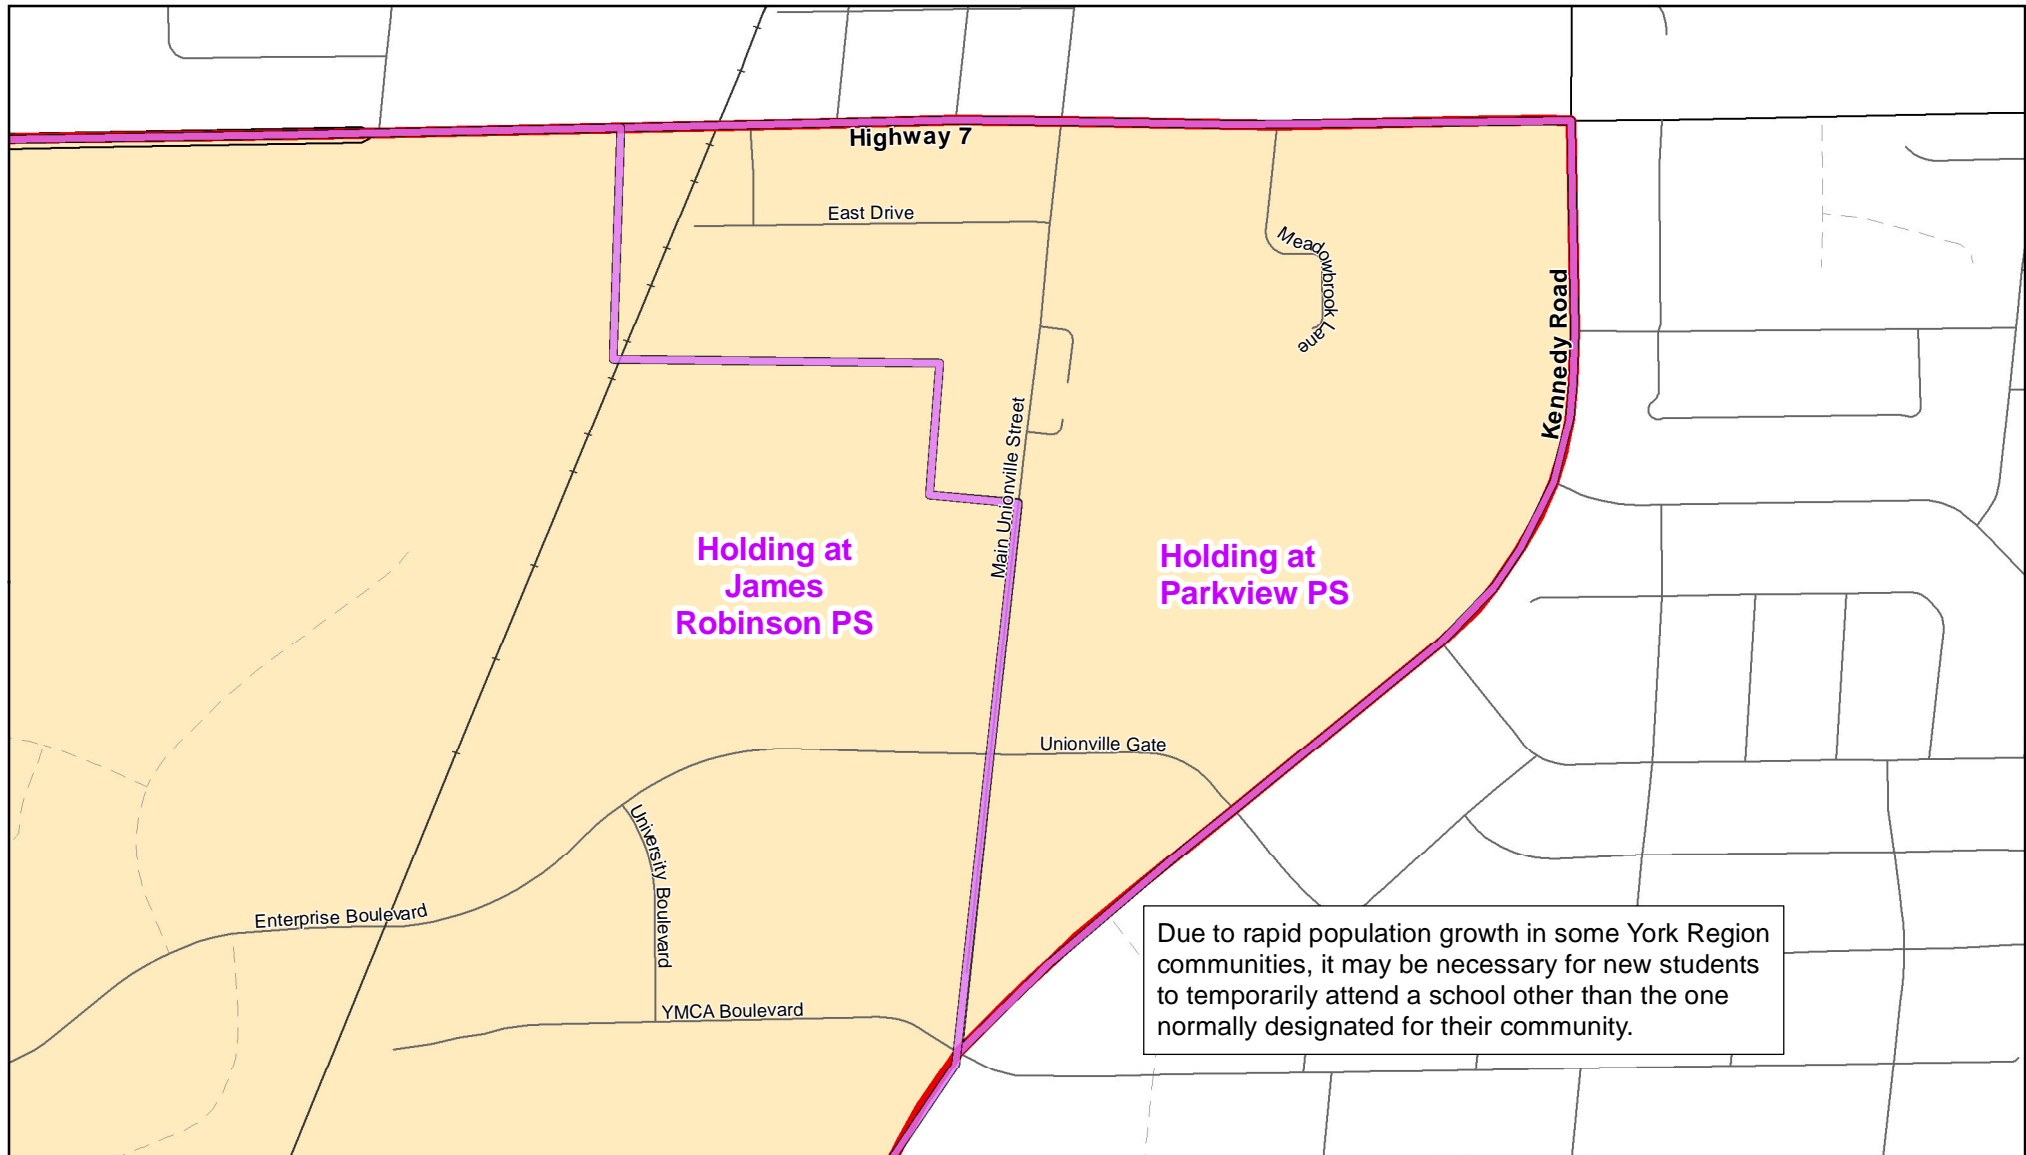 Highway 7
East Drive
Meadowbrook Lane
Kennedy Road
Main Unionville Street
Holding at
James
Robinson PS
Holding at
Parkview PS
Unionville Gate
University Boulevard
Enterprise Boulevard
YMCA Boulevard
Due to rapid population growth in some York Region
communities, it may be necessary for new students
to temporarily attend a school other than the one
normally designated for their community.